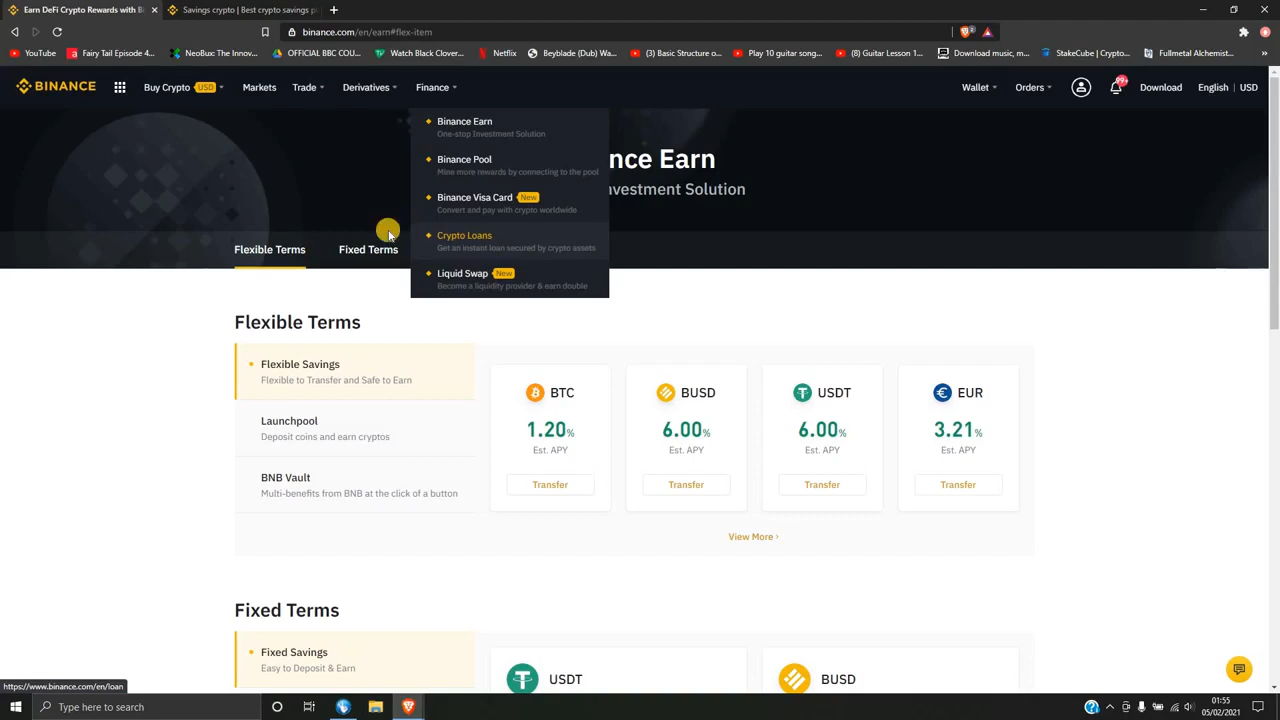 Earn DeFi Crypto Rewards with B
Savings crypto | Best crypto savings p
binance.com/en/earn#flex-item
YouTube
Fairy Tail Episode 4...
NeoBux The Innov...
OFFICIAL BBC COU...
Watch Black Clover...
Netflix
Beyblade (Dub) Wa...
(3) Basic Structure o...
Play 10 guitar song...
(8) Guitar Lesson 1...
Download music, m...
StakeCube | Crypto...
Fullmetal Alchemist...
BINANCE
Buy Crypto
USD
Markets
Trade
Derivatives
Finance
Wallet
Orders
99+
Download
English
USD
Binance Earn
One-stop Investment Solution
Binance Pool
Mine more rewards by connecting to the pool
Binance Visa Card New
Convert and pay with crypto worldwide
Crypto Loans
Get an instant loan secured by crypto assets
Liquid Swap New
Become a liquidity provider & earn double
nce Earn
nvestment Solution
Flexible Terms
Fixed Terms
Flexible Terms
Flexible Savings
Flexible to Transfer and Safe to Earn
Launchpool
Deposit coins and earn cryptos
BNB Vault
Multi-benefits from BNB at the click of a button
BTC
1.20%
Est. APY
Transfer
BUSD
6.00%
Est. APY
Transfer
USDT
6.00%
Est. APY
Transfer
EUR
3.21%
Est. APY
Transfer
View More ›
Fixed Terms
Fixed Savings
Easy to Deposit & Earn
USDT
BUSD
https://www.binance.com/en/loan
Type here to search
01:55
05/02/2021